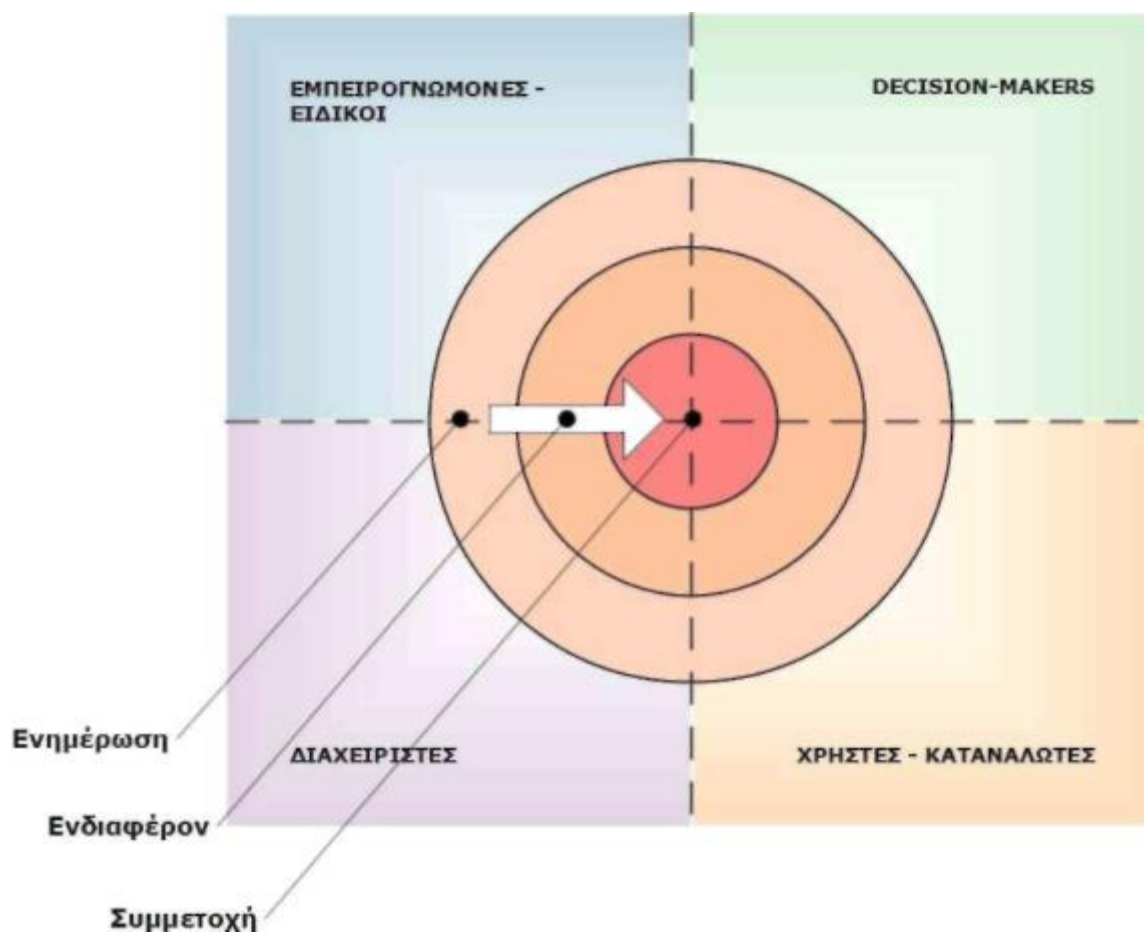 ΕΜΠΕΙΡΟΓΝΩΜΟΝΕΣ -
ΕΙΔΙΚΟΙ
DECISION-MAKERS
Ενημέρωση
ΔΙΑΧΕΙΡΙΣΤΕΣ
ΧΡΗΣΤΕΣ - ΚΑΤΑΝΑΛΩΤΕΣ
Ενδιαφέρον
Συμμετοχή